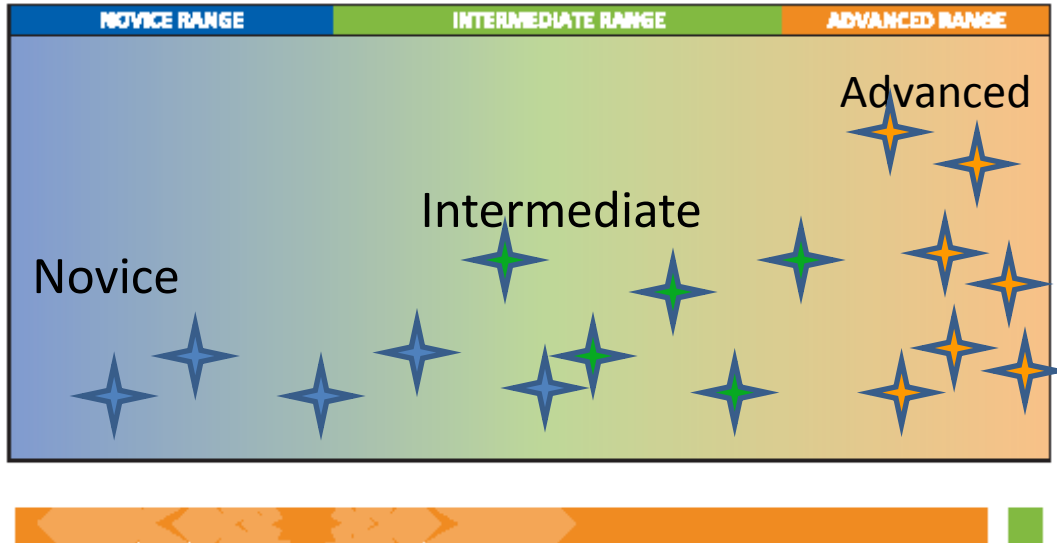 NOVICE RANGE INTERMEDIATE RANGE ADVANCED RANGE
Advanced
Intermediate
Novice